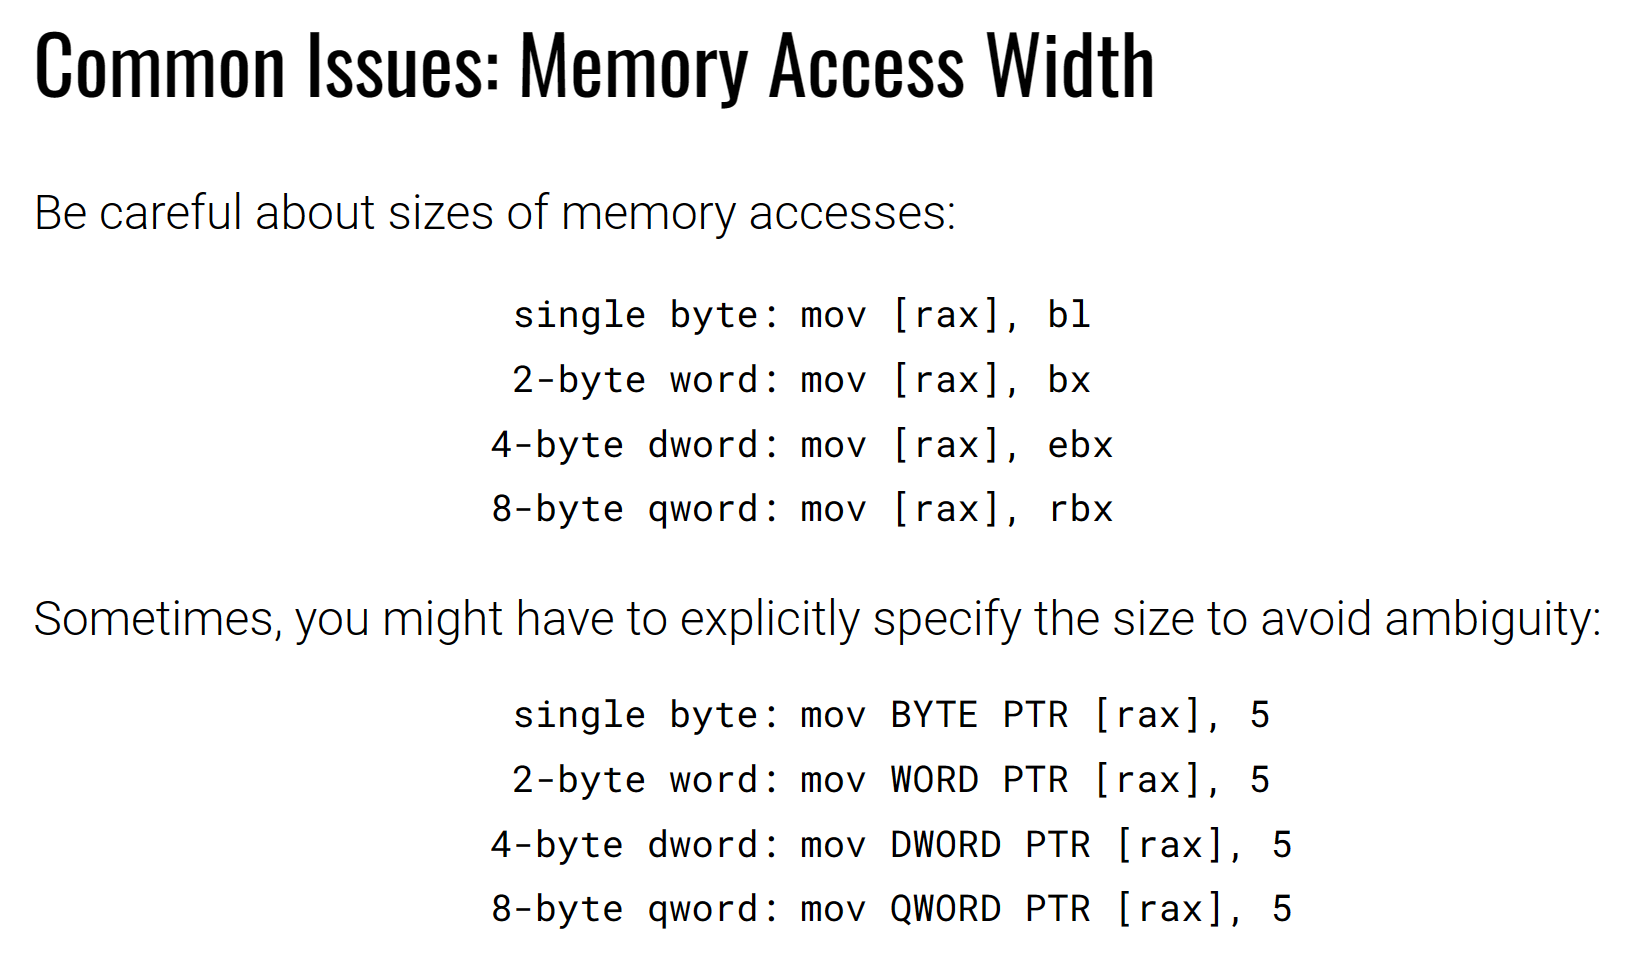 Common Issues: Memory Access Width
Be careful about sizes of memory accesses:
single byte: mov [rax], bl
2-byte word: mov [rax], bx
4-byte dword: mov [rax], ebx
8-byte qword: mov [rax], rbx
Sometimes, you might have to explicitly specify the size to avoid ambiguity:
single byte: mov BYTE PTR [rax], 5
2-byte word: mov WORD PTR [rax], 5
4-byte dword: mov DWORD PTR [rax], 5
8-byte qword: mov QWORD PTR [rax], 5